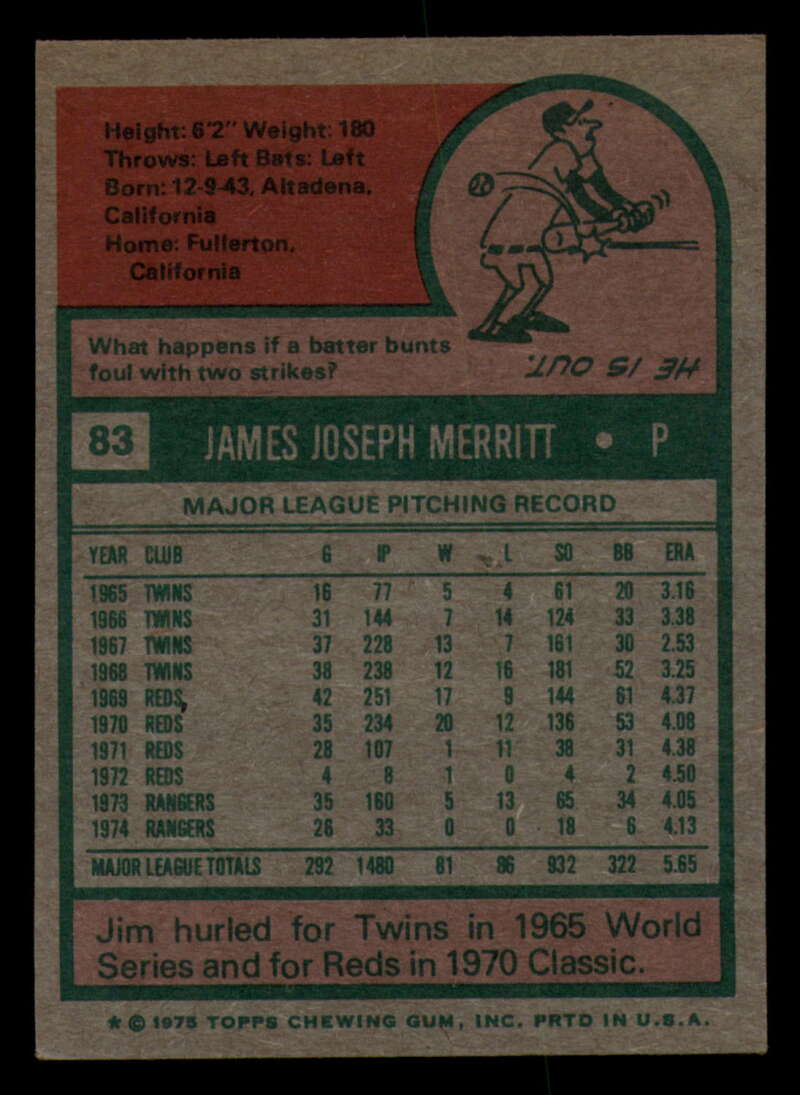 Height: 6'2" Weight: 180
Throws: Left Bats: Left
Born: 12-9-43, Altadena,
California
Home: Fullerton,
California
What happens if a batter bunts
foul with two strikes?
HE IS OUT.
83 JAMES JOSEPH MERRITT • P
MAJOR LEAGUE PITCHING RECORD
YEAR CLUB G IP W L SO BB ERA
1965 TWINS 16 77 5 4 61 20 3.16
1966 TWINS 31 144 7 14 124 33 3.38
1967 TWINS 37 228 13 7 161 30 2.53
1968 TWINS 38 238 12 16 181 52 3.25
1969 REDS 42 251 17 9 144 61 4.37
1970 REDS 35 234 20 12 136 53 4.08
1971 REDS 28 107 1 11 38 31 4.38
1972 REDS 4 8 1 0 4 2 4.50
1973 RANGERS 35 160 5 13 65 34 4.05
1974 RANGERS 26 33 0 0 18 6 4.13
MAJOR LEAGUE TOTALS 292 1480 81 86 932 322 5.65
Jim hurled for Twins in 1965 World
Series and for Reds in 1970 Classic.
* © 1975 TOPPS CHEWING GUM, INC. PRTD IN U.S.A.